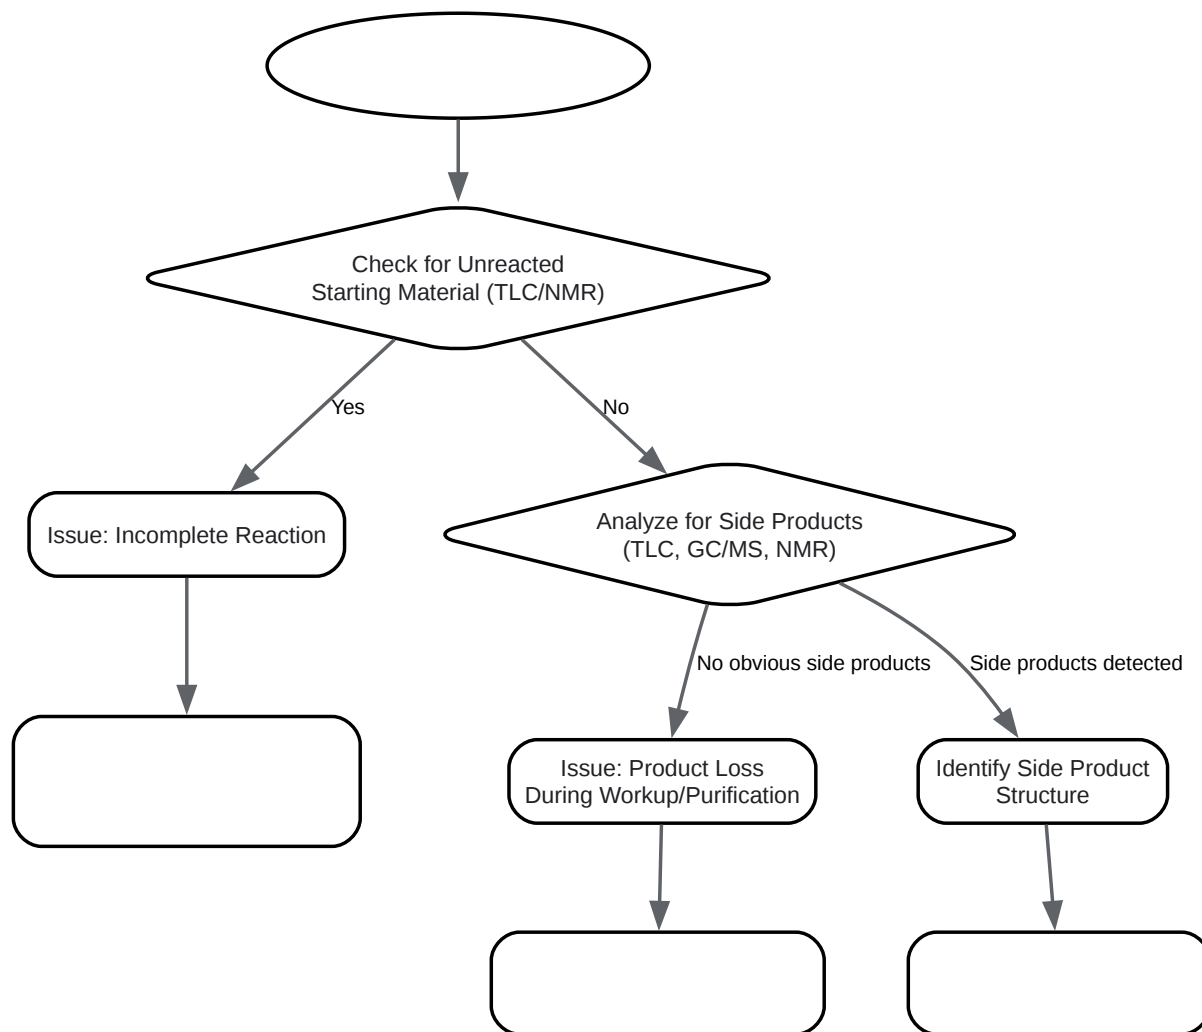 Check for Unreacted
Starting Material (TLC/NMR)
Yes
No
Issue: Incomplete Reaction
Analyze for Side Products
(TLC, GC/MS, NMR)
No obvious side products
Side products detected
Issue: Product Loss
During Workup/Purification
Identify Side Product
Structure